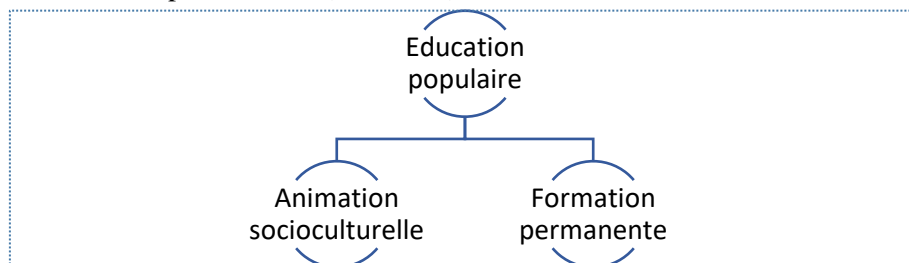 Education
populaire
Animation
socioculturelle
Formation
permanente